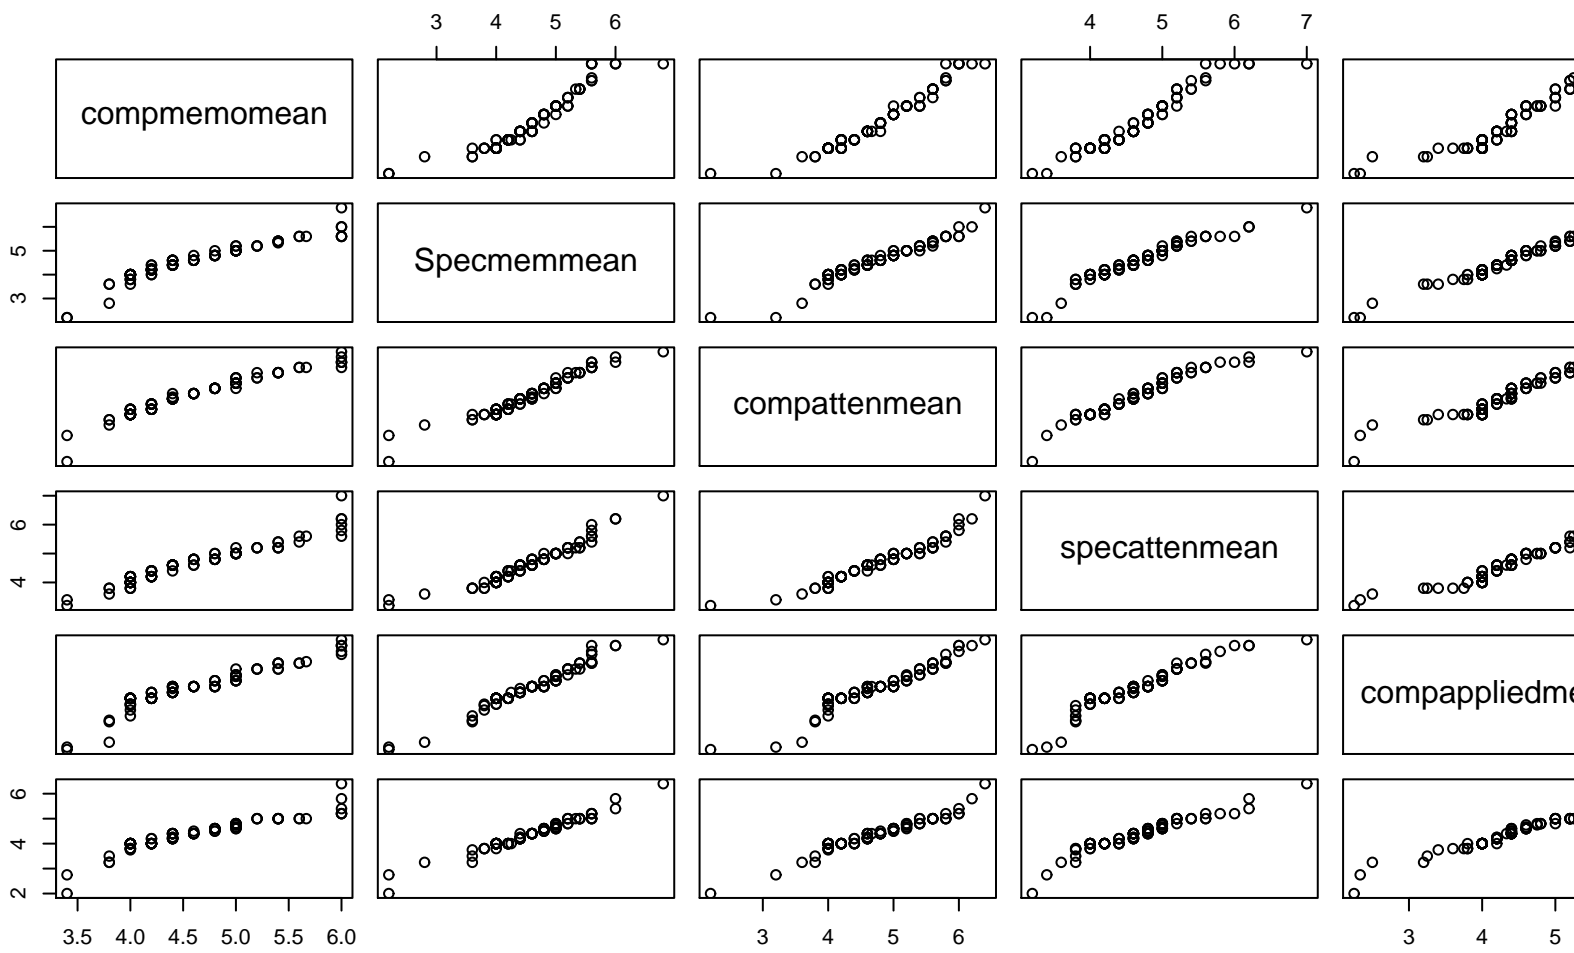 3 4 5 6 4 5 6 7
compmemomean
3 5
Specmemmean
compattenmean
4 6
specattenmean
compappliedme
2 4 6
3.5 4.0 4.5 5.0 5.5 6.0 3 4 5 6 3 4 5